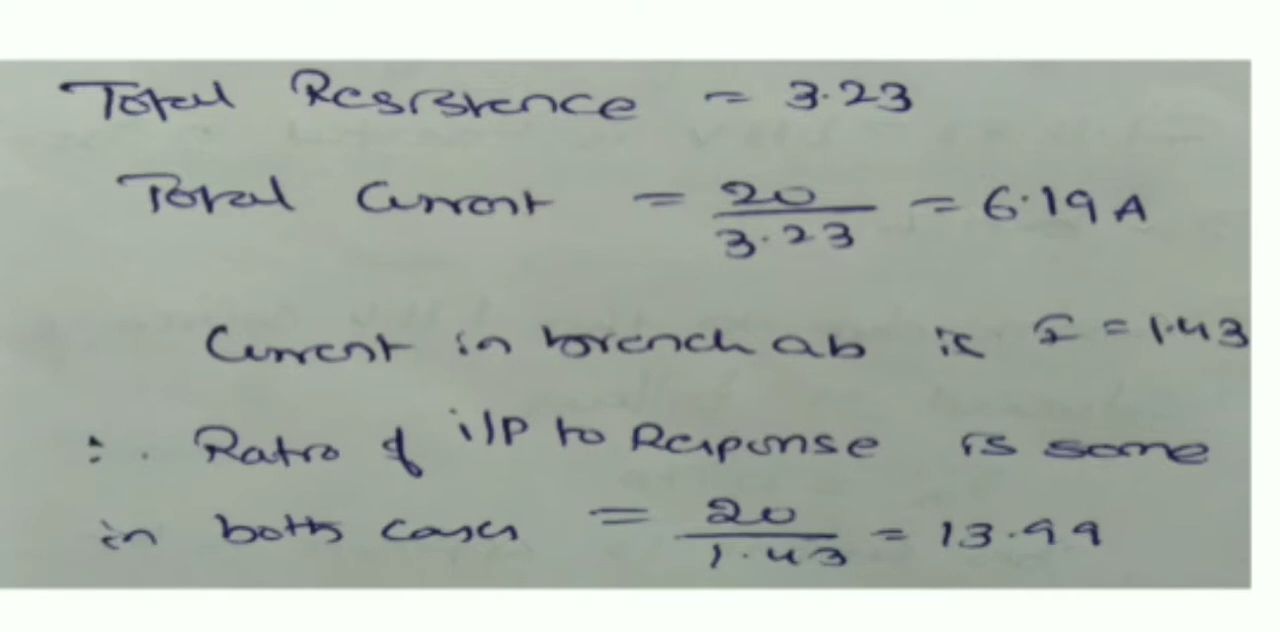 Total Resistence = 3.23
Total Current = 20/3.23 = 6.19 A
Current in branch ab is I = 1.43
∴ Ratio of i/P to Response is same
in both cases = 20/1.43 = 13.99